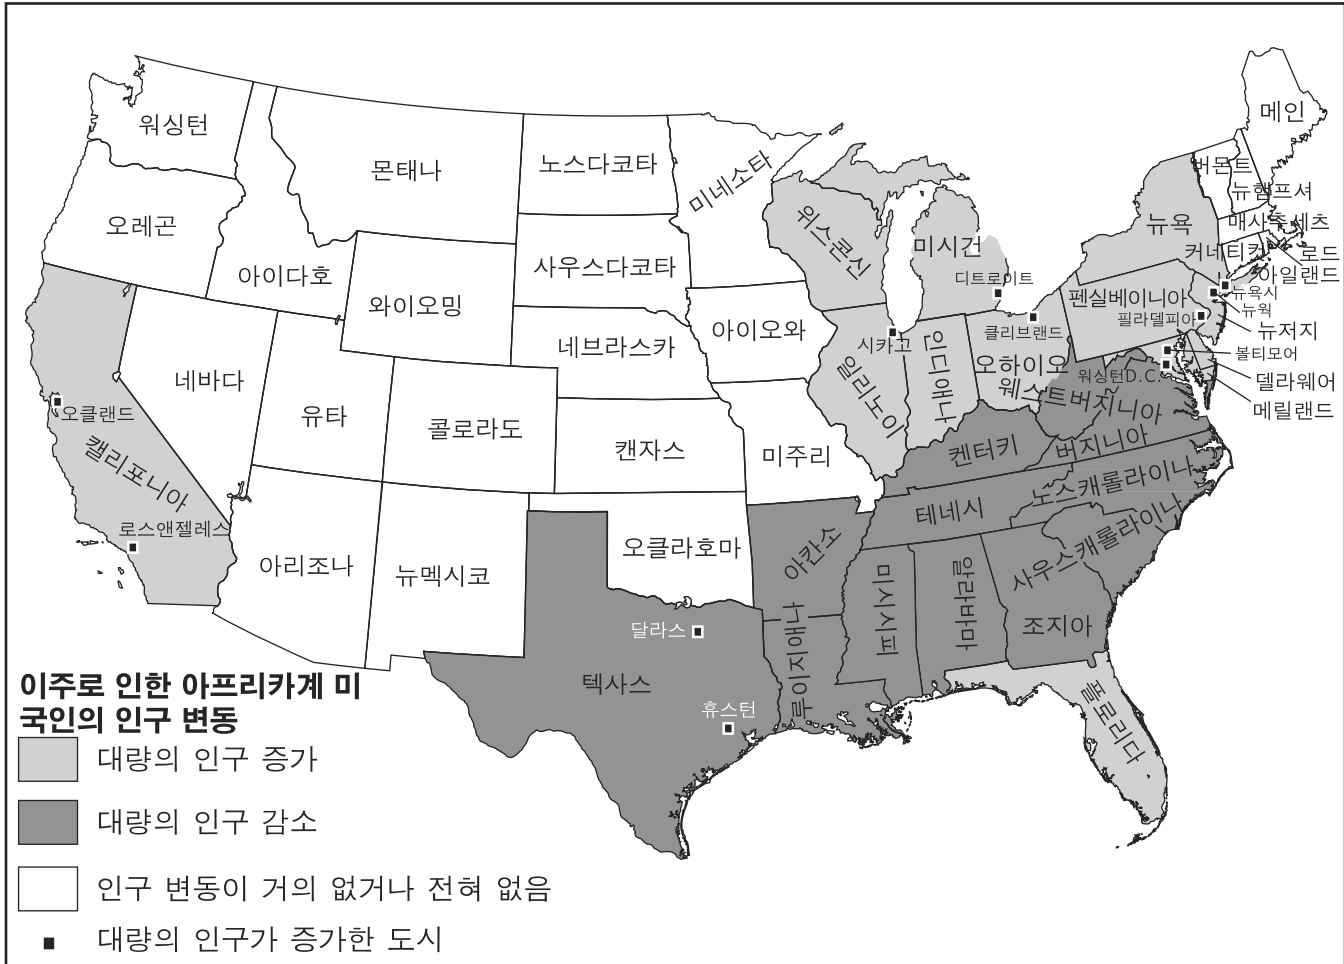 메인
워싱턴
몬태나
노스다코타
미네소타
버몬트
뉴햄프셔
오레곤
아이다호
사우스다코타
위스콘신
미시건
뉴욕
매사추세츠
커네티컷
로드
아일랜드
와이오밍
디트로이트
펜실베이니아
뉴욕시
뉴웍
필라델피아
뉴저지
네브라스카
아이오와
시카고
클리브랜드
볼티모어
네바다
유타
콜로라도
일리노이
인디애나
오하이오
워싱턴D.C.
델라웨어
메릴랜드
웨스트버지니아
오클랜드
캘리포니아
캔자스
미주리
켄터키
버지니아
노스캐롤라이나
테네시
로스앤젤레스
아리조나
뉴멕시코
오클라호마
아칸소
사우스캐롤라이나
미시시피
알라바마
조지아
달라스
루이지애나
텍사스
휴스턴
플로리다
이주로 인한 아프리카계 미
국인의 인구 변동
대량의 인구 증가
대량의 인구 감소
인구 변동이 거의 없거나 전혀 없음
대량의 인구가 증가한 도시